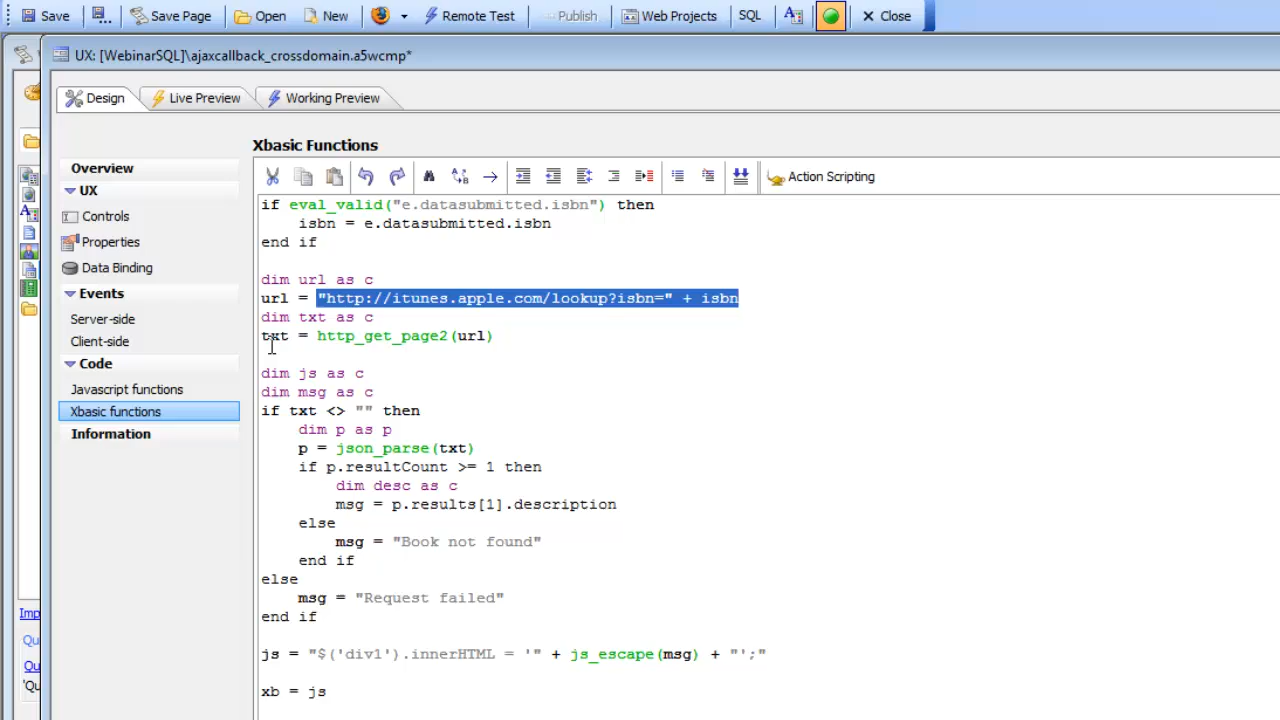 Save
Save Page
Open
New
Remote Test
Publish
Web Projects
SQL
Close
UX: [WebinarSQL]\ajaxcallback_crossdomain.a5wcmp*
Design
Live Preview
Working Preview
Overview
UX
Controls
Properties
Data Binding
Events
Server-side
Client-side
Code
Javascript functions
Xbasic functions
Information
Imp
Qu
Qu
'Qu
Xbasic Functions
Action Scripting
if eval_valid("e.datasubmitted.isbn") then
isbn = e.datasubmitted.isbn
end if
dim url as c
url = "http://itunes.apple.com/lookup?isbn=" + isbn
dim txt as c
txt = http_get_page2(url)
dim js as c
dim msg as c
if txt <> "" then
dim p as p
p = json_parse(txt)
if p.resultCount >= 1 then
dim desc as c
msg = p.results[1].description
else
msg = "Book not found"
end if
else
msg = "Request failed"
end if
js = "$('div1').innerHTML = '" + js_escape(msg) + "';"
xb = js